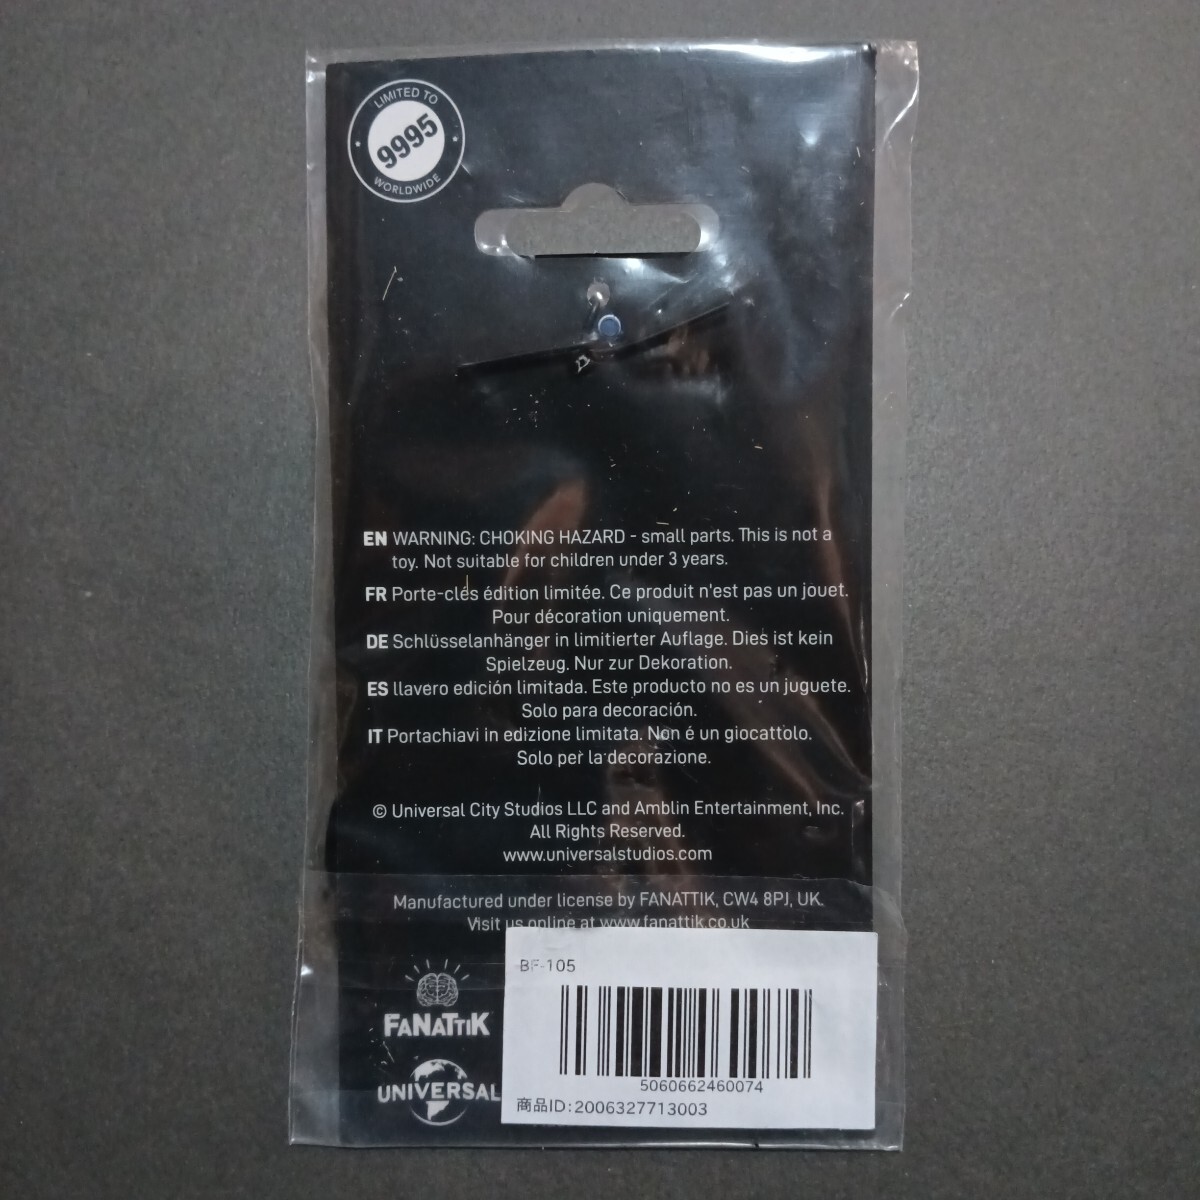 LIMITED TO
9995
WORLDWIDE
EN WARNING: CHOKING HAZARD - small parts. This is not a
toy. Not suitable for children under 3 years.
FR Porte-clés édition limitée. Ce produit n'est pas un jouet.
Pour décoration uniquement.
DE Schlüsselanhänger in limitierter Auflage. Dies ist kein
Spielzeug. Nur zur Dekoration.
ES llavero edición limitada. Este producto no es un juguete.
Solo para decoración.
IT Portachiavi in edizione limitata. Non é un giocattolo.
Solo per la decorazione.
© Universal City Studios LLC and Amblin Entertainment, Inc.
All Rights Reserved.
www.universalstudios.com
Manufactured under license by FANATTIK, CW4 8PJ, UK.
Visit us online at www.fanattik.co.uk
BF-105
FANATTIK
5060662460074
UNIVERSAL
商品ID:2006327713003